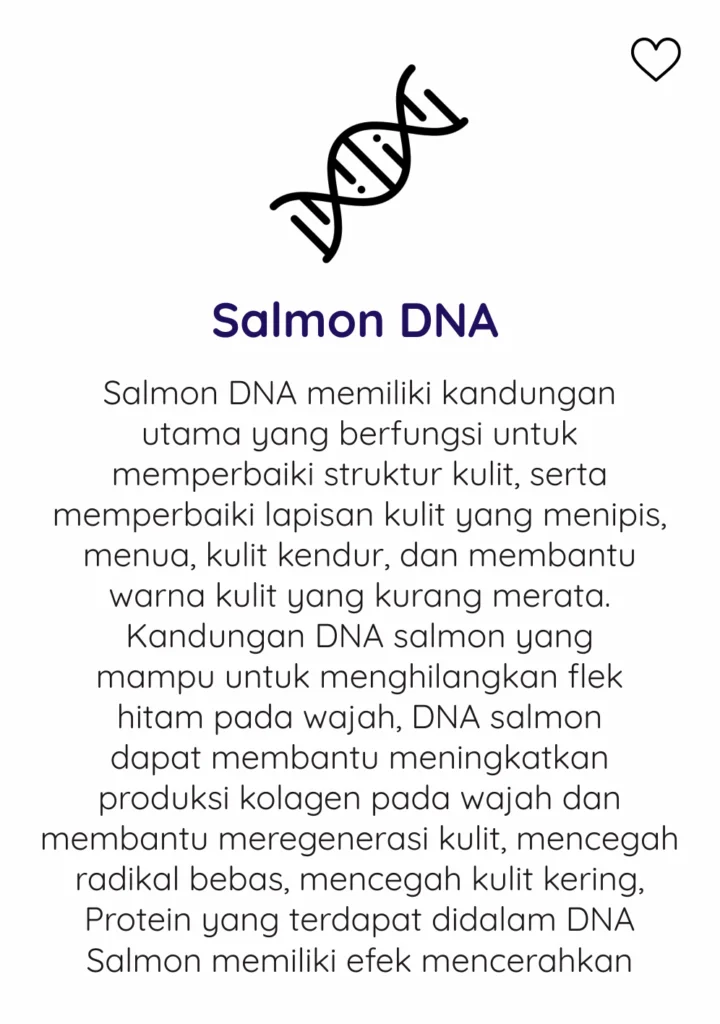 Salmon DNA
Salmon DNA memiliki kandungan
utama yang berfungsi untuk
memperbaiki struktur kulit, serta
memperbaiki lapisan kulit yang menipis,
menua, kulit kendur, dan membantu
warna kulit yang kurang merata.
Kandungan DNA salmon yang
mampu untuk menghilangkan flek
hitam pada wajah, DNA salmon
dapat membantu meningkatkan
produksi kolagen pada wajah dan
membantu meregenerasi kulit, mencegah
radikal bebas, mencegah kulit kering,
Protein yang terdapat didalam DNA
Salmon memiliki efek mencerahkan